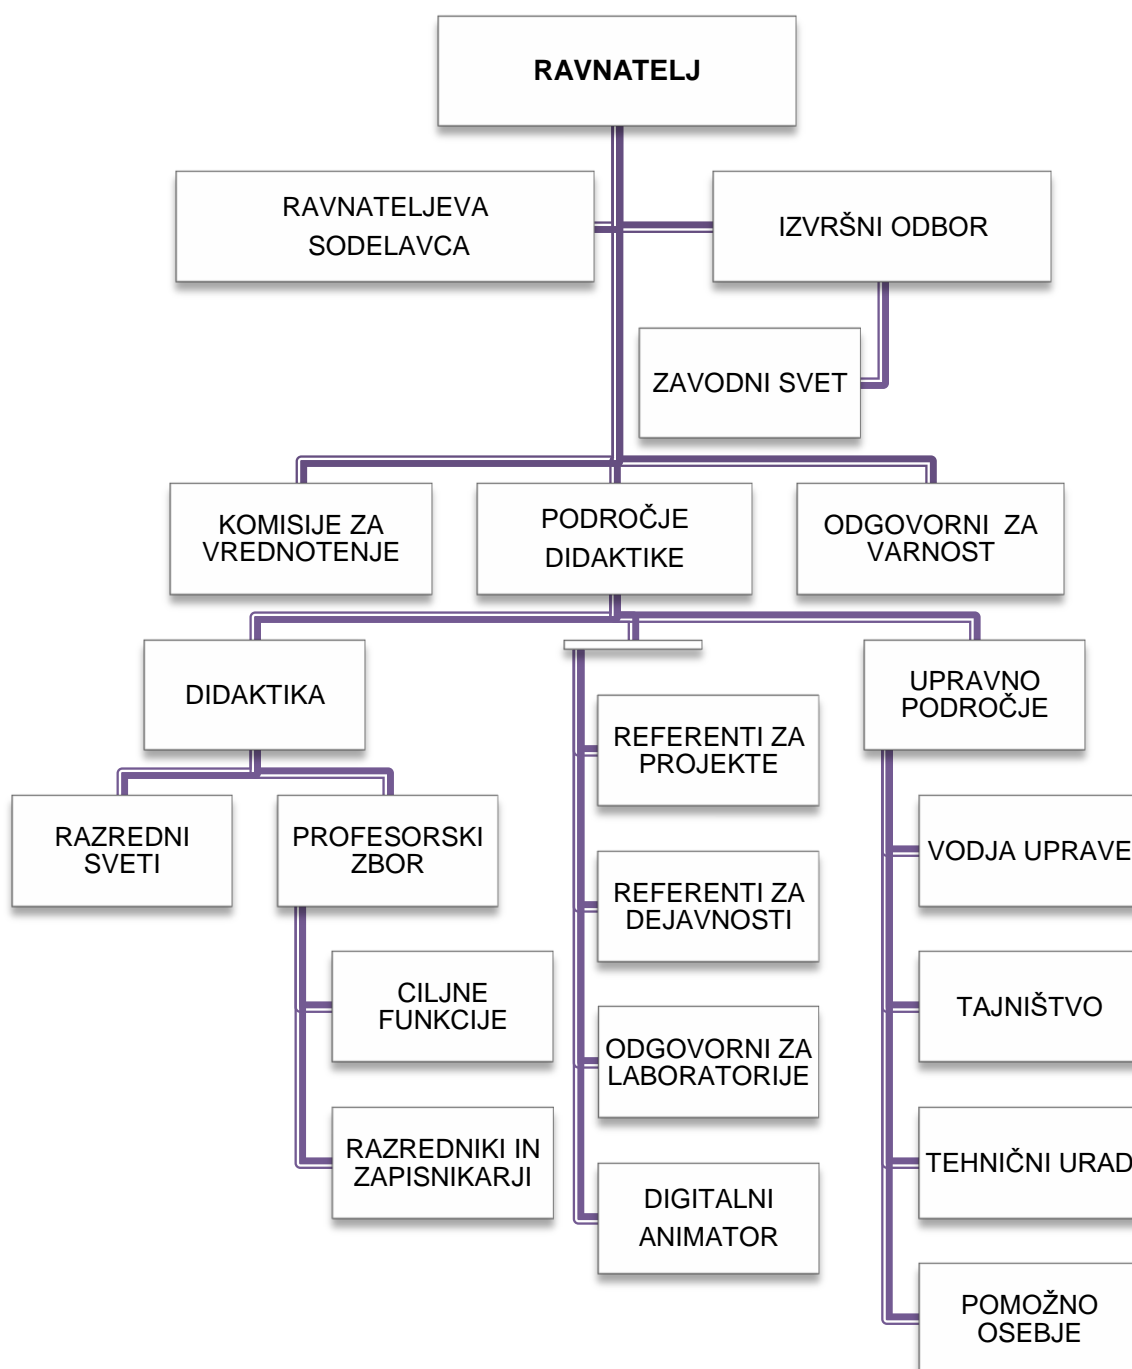 RAVNATELJ
RAVNATELJEVA
SODELAVCA
IZVRŠNI ODBOR
ZAVODNI SVET
KOMISIJE ZA
VREDNOTENJE
PODROČJE
DIDAKTIKE
ODGOVORNI ZA
VARNOST
DIDAKTIKA
UPRAVNO
PODROČJE
RAZREDNI
SVETI
PROFESORSKI
ZBOR
CILJNE
FUNKCIJE
RAZREDNIKI IN
ZAPISNIKARJI
REFERENTI ZA
PROJEKTE
REFERENTI ZA
DEJAVNOSTI
ODGOVORNI ZA
LABORATORIJE
DIGITALNI
ANIMATOR
VODJA UPRAVE
TAJNIŠTVO
TEHNIČNI URAD
POMOŽNO
OSEBJE